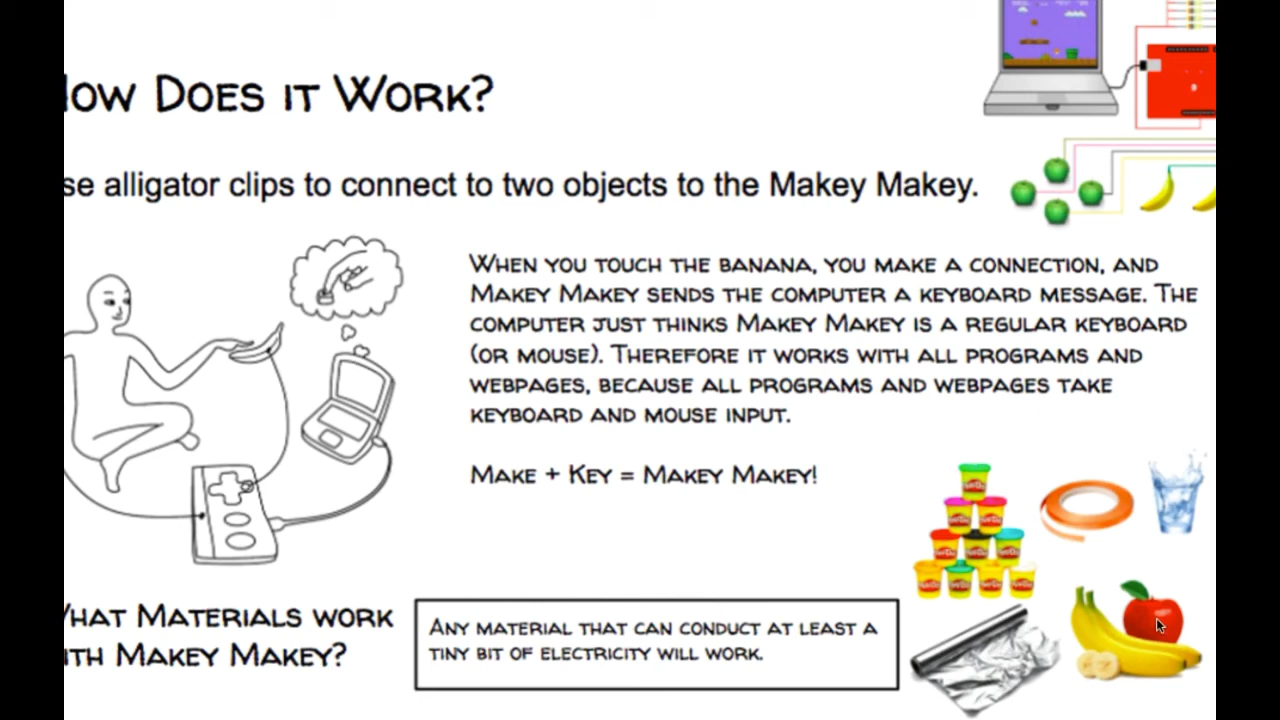 How Does it Work?
se alligator clips to connect to two objects to the Makey Makey.
When you touch the banana, you make a connection, and
Makey Makey sends the computer a keyboard message. The
computer just thinks Makey Makey is a regular keyboard
(or mouse). Therefore it works with all programs and
webpages, because all programs and webpages take
keyboard and mouse input.
Make + Key = Makey Makey!
What Materials work
ith Makey Makey?
Any material that can conduct at least a
tiny bit of electricity will work.